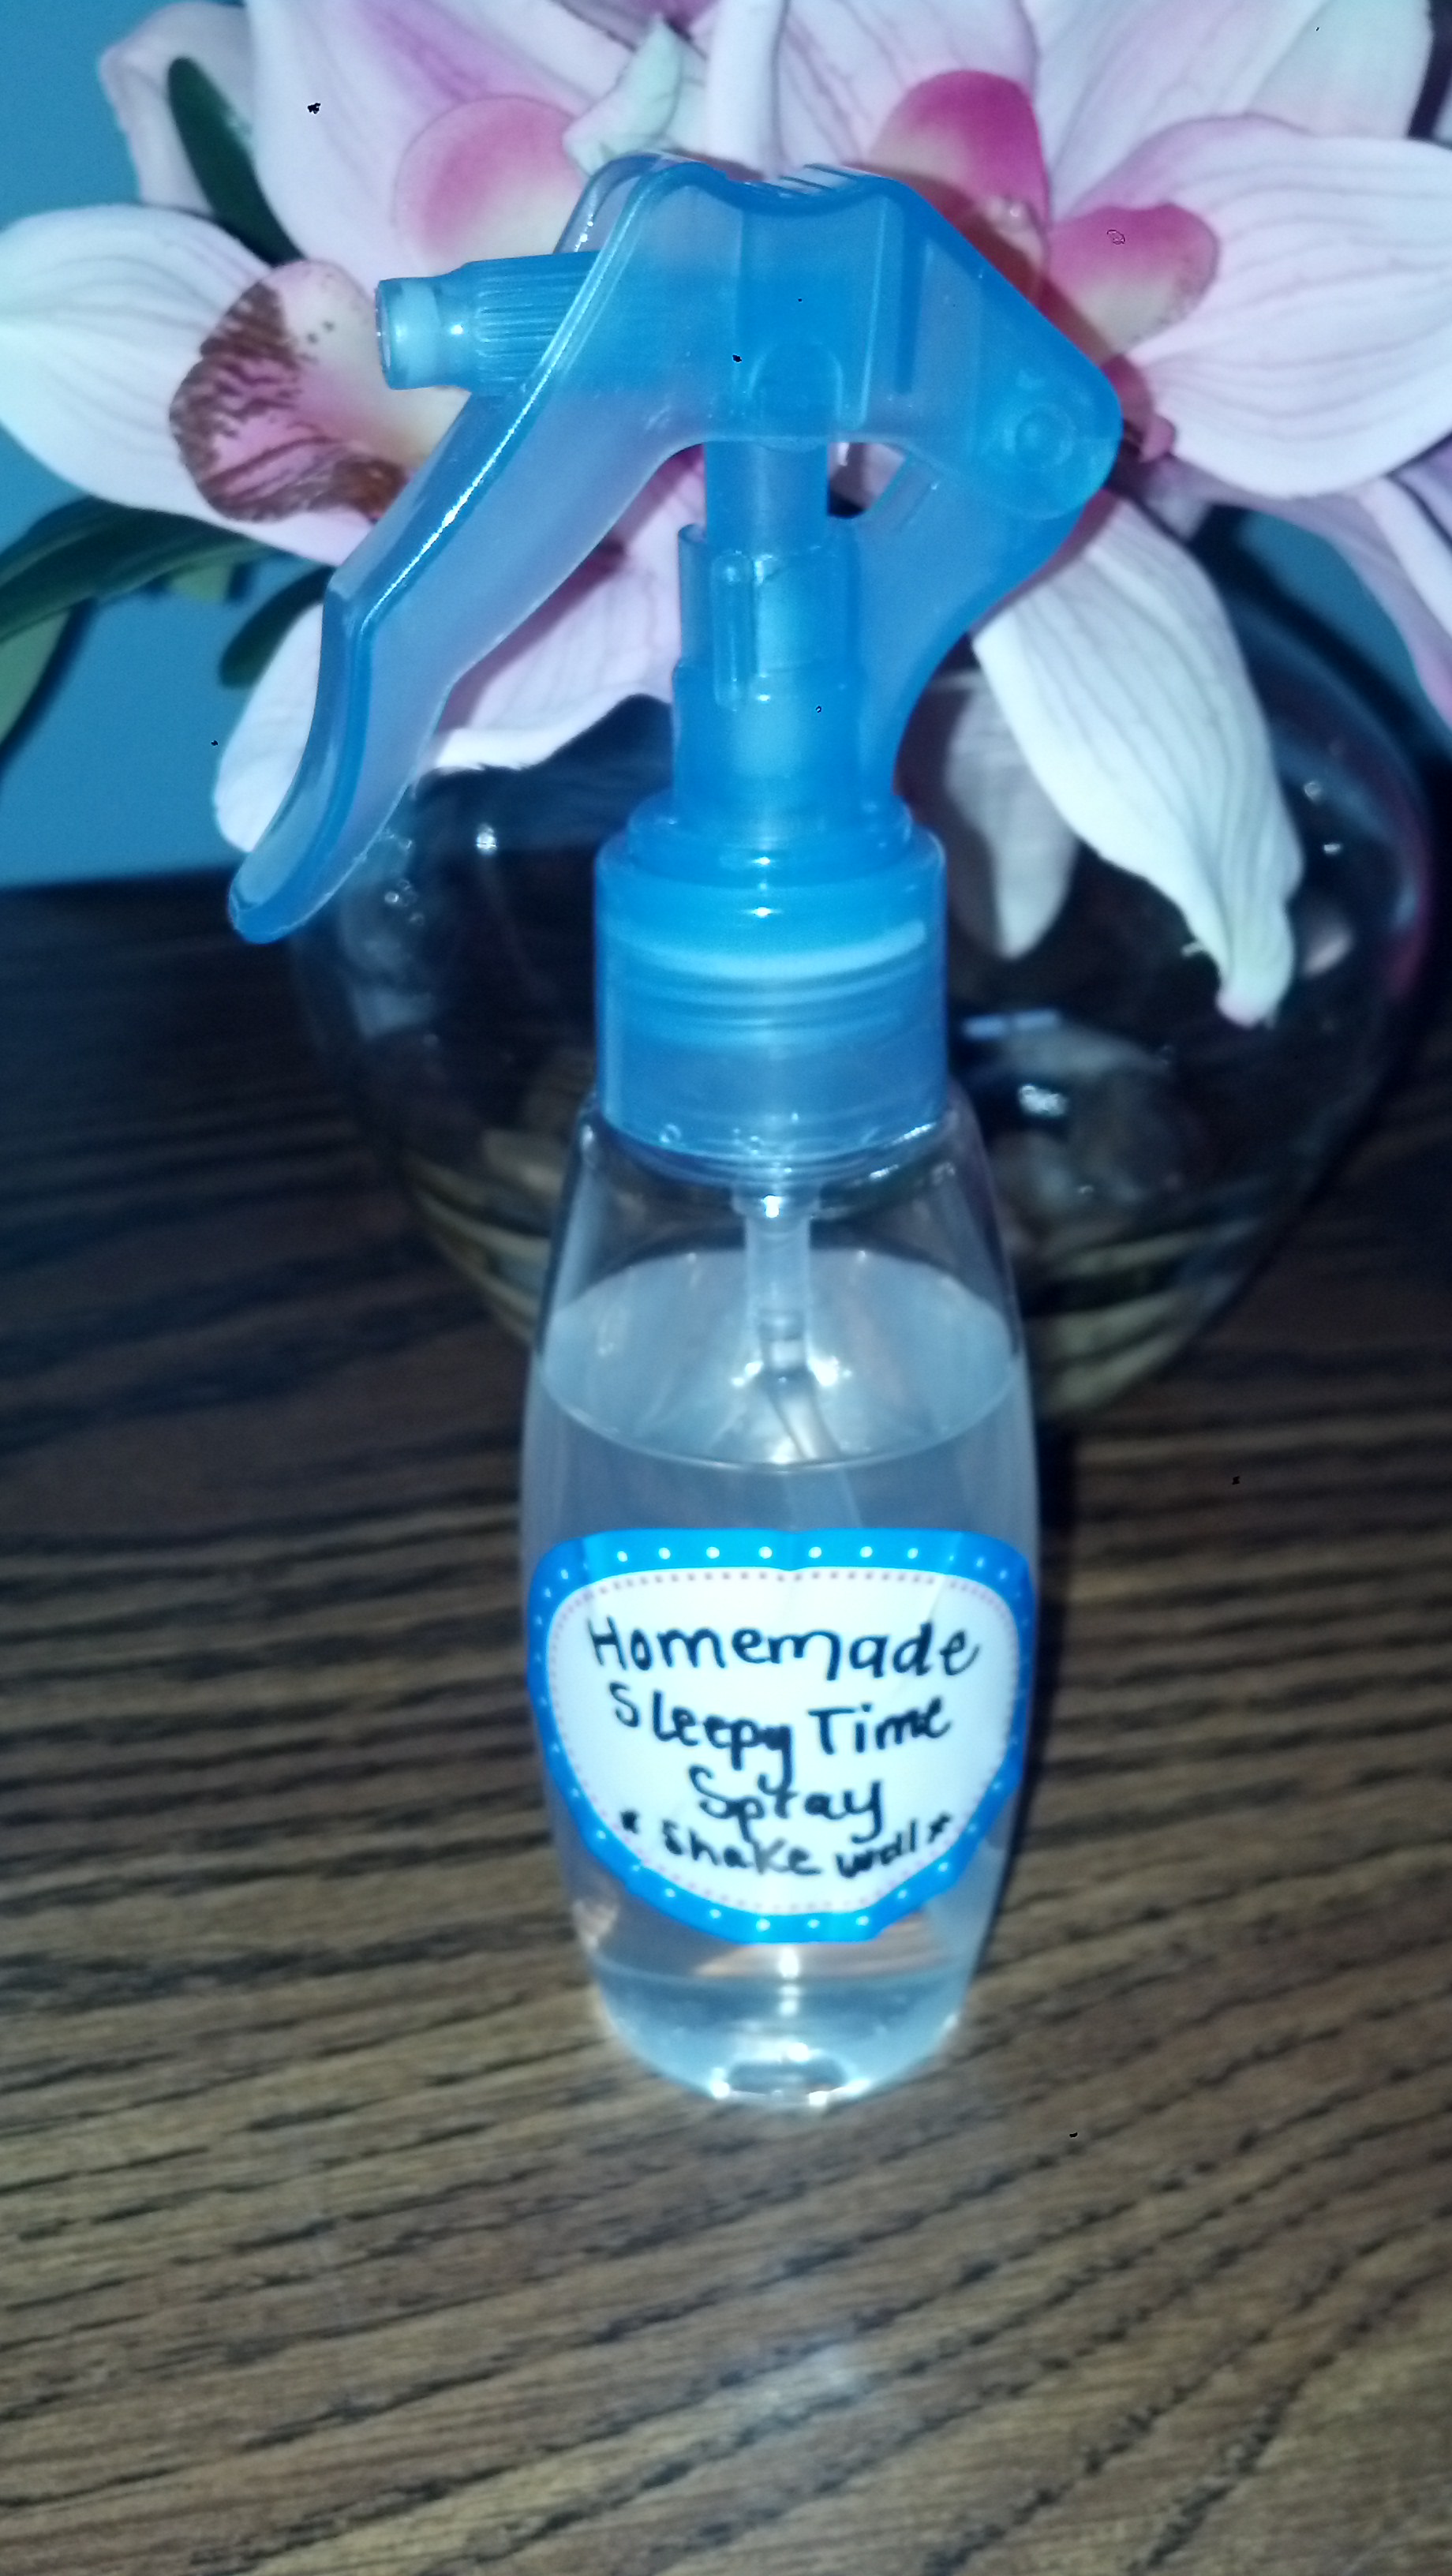 Homemade
Sleepy Time
Spray
* Shake well *